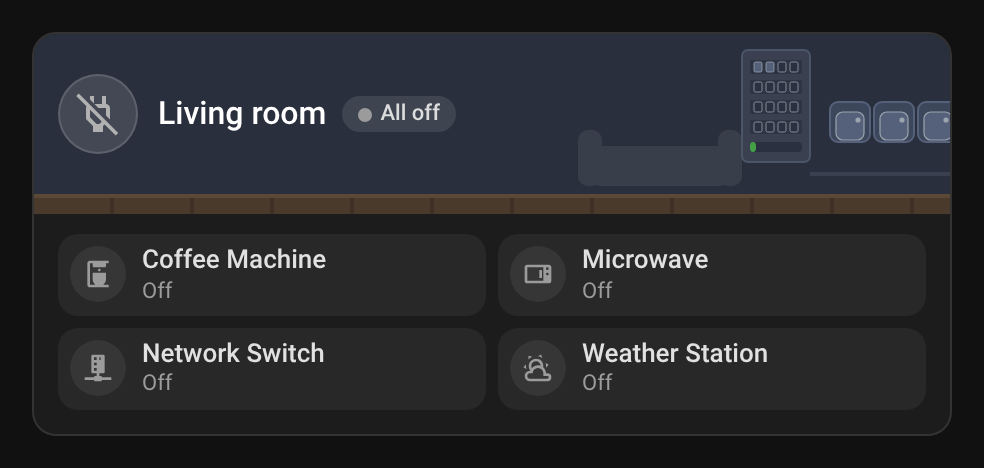 Living room
All off
Coffee Machine
Off
Microwave
Off
Network Switch
Off
Weather Station
Off